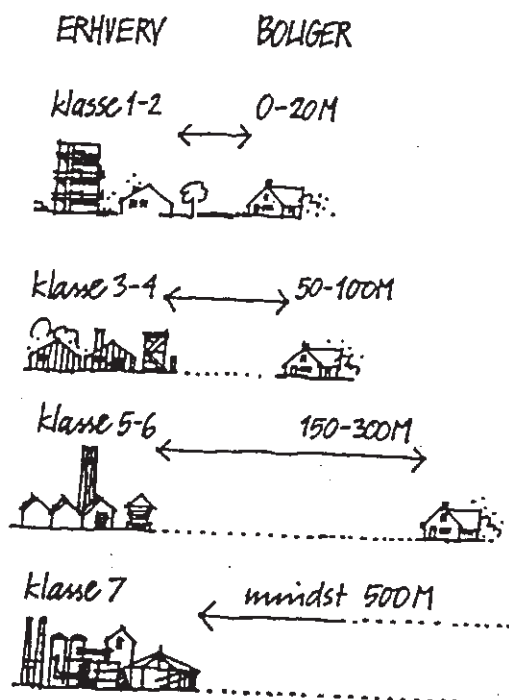 ERHVERV BOLIGER
klasse 1-2 0-20M
klasse 3-4 50-100M
klasse 5-6 150-300M
klasse 7 mindst 500M